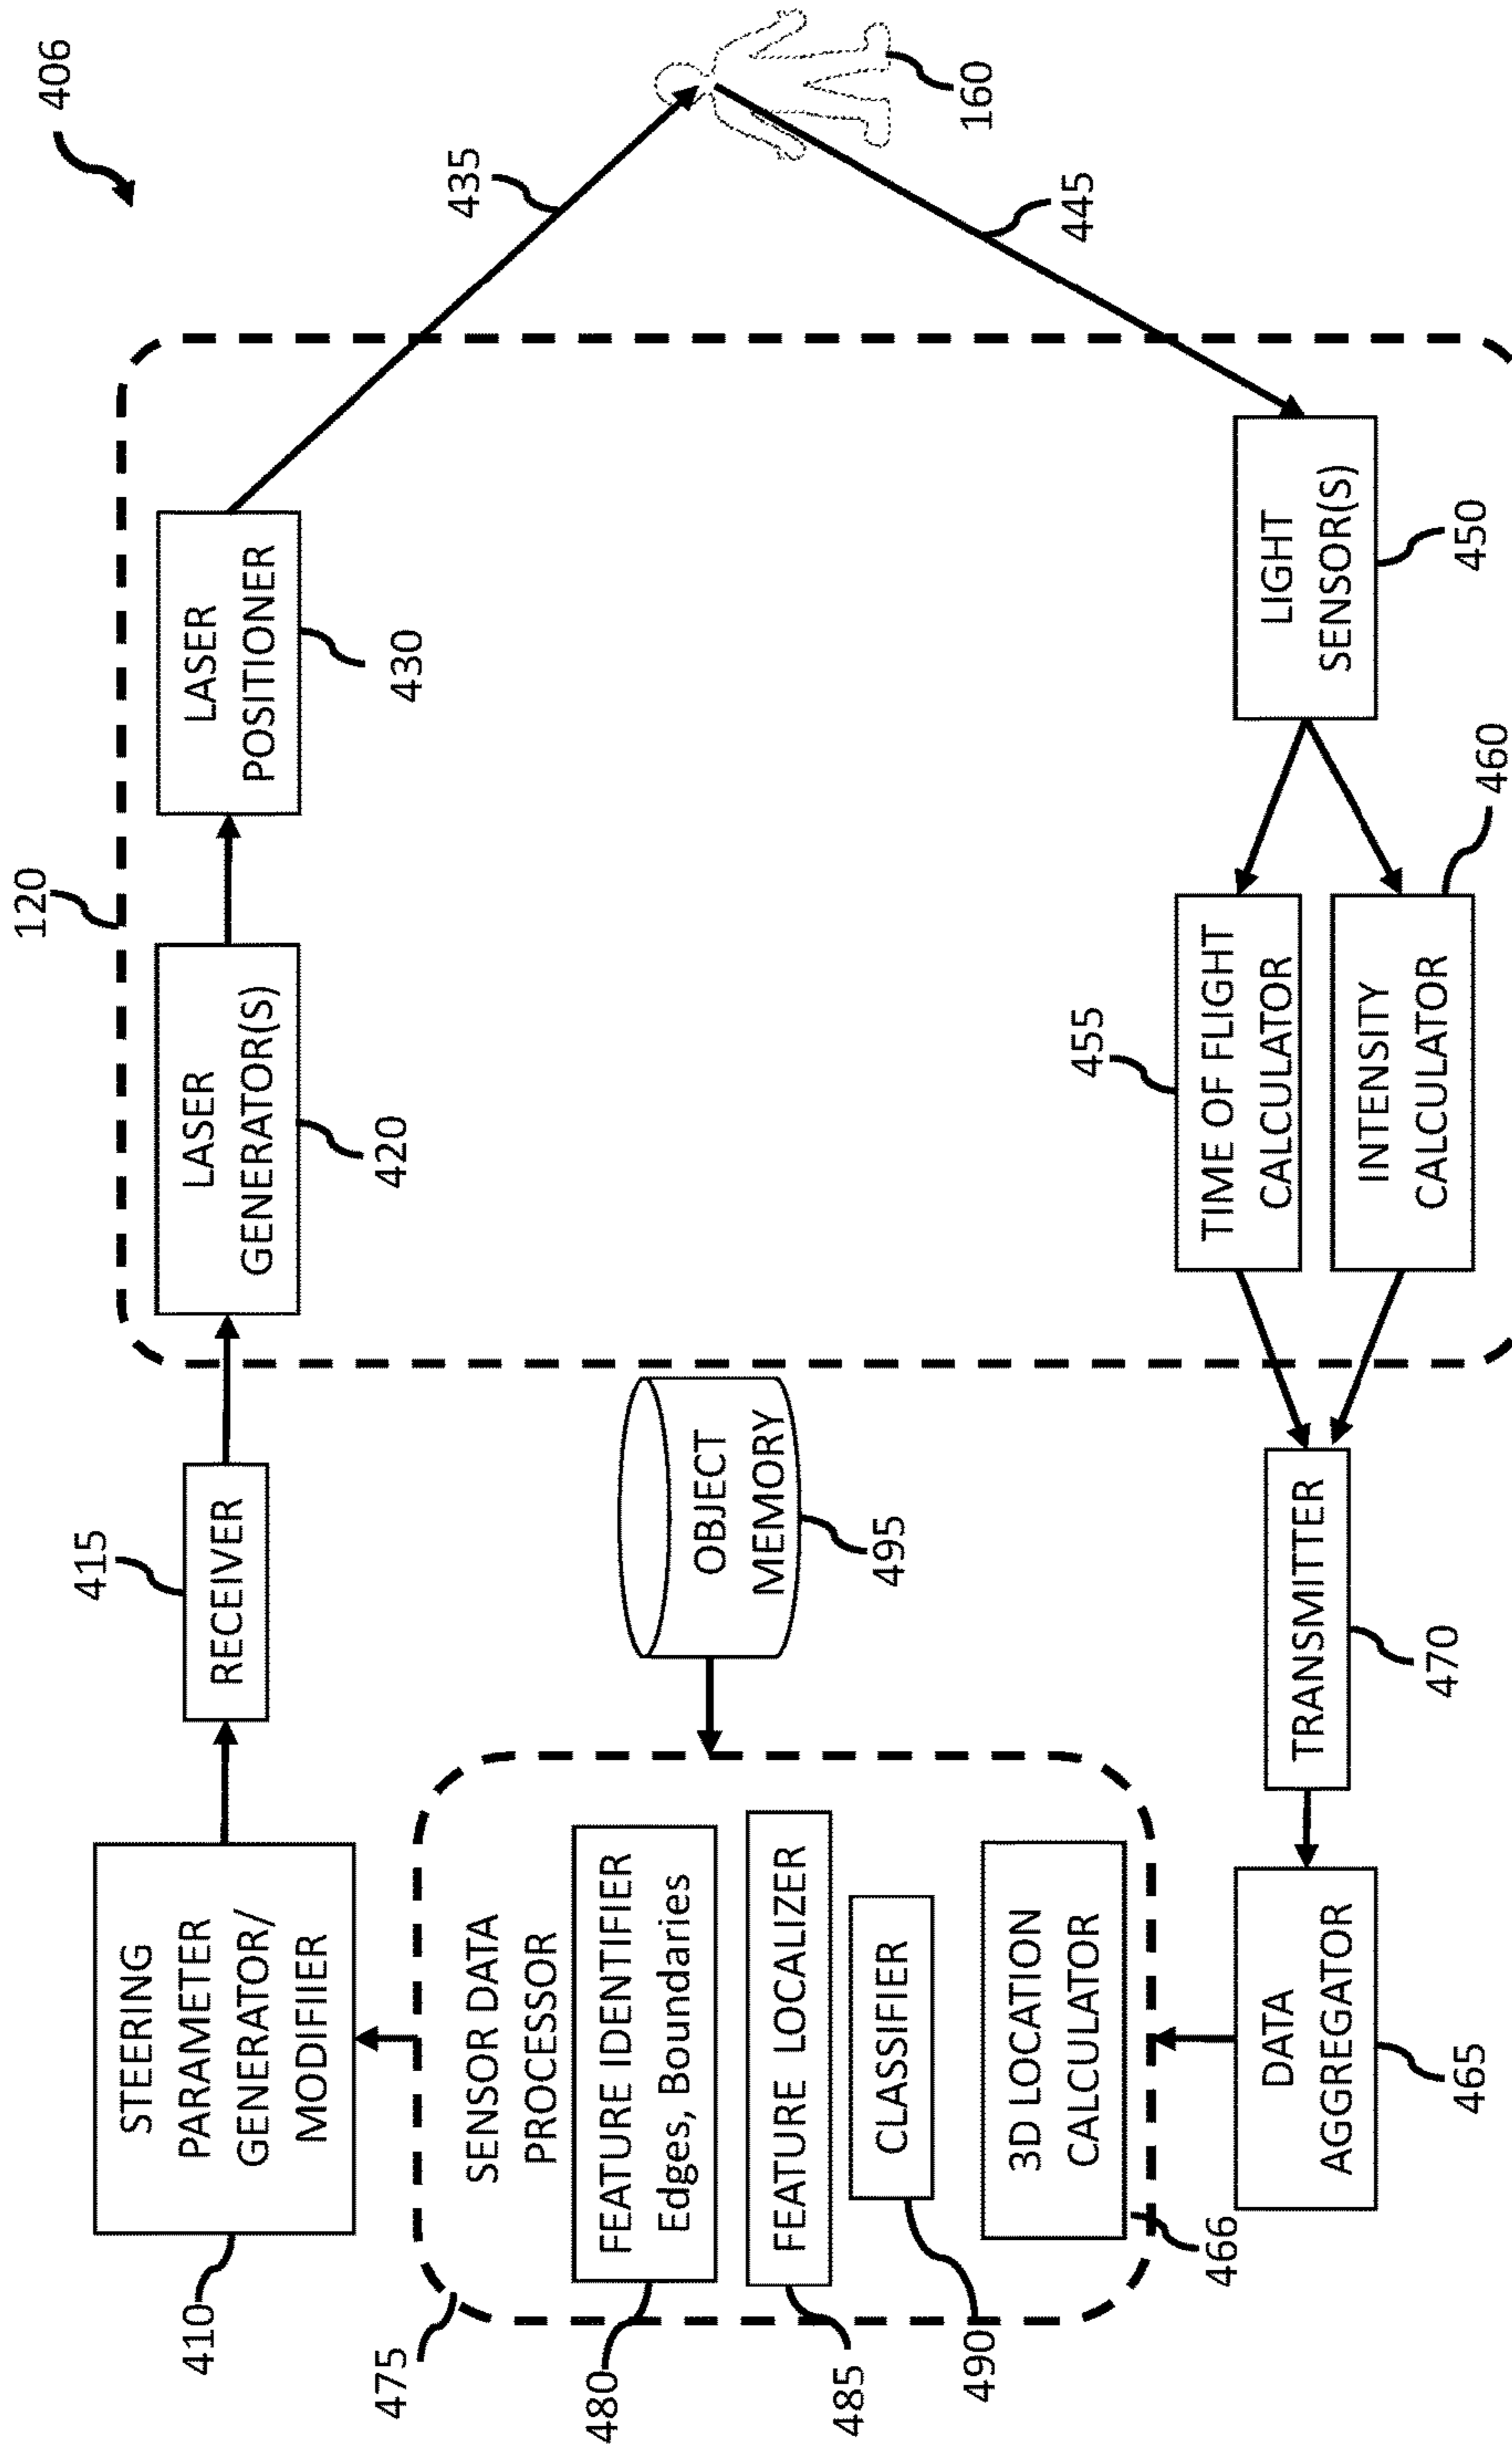 406
120
415
STEERING
PARAMETER
GENERATOR/
MODIFIIER
410
RECEIVER
LASER
GENERATOR(S)
420
LASER
POSITIONER
430
435
160
445
475
SENSOR DATA
PROCESSOR
480
FEATURE IDENTIFIER
Edges, Boundaries
485
FEATURE LOCALIZER
490
CLASSIFIER
3D LOCATION
CALCULATOR
466
OBJECT
MEMORY
495
DATA
AGGREGATOR
465
TRANSMITTER
470
455
TIME OF FLIGHT
CALCULATOR
INTENSITY
CALCULATOR
460
LIGHT
SENSOR(S)
450